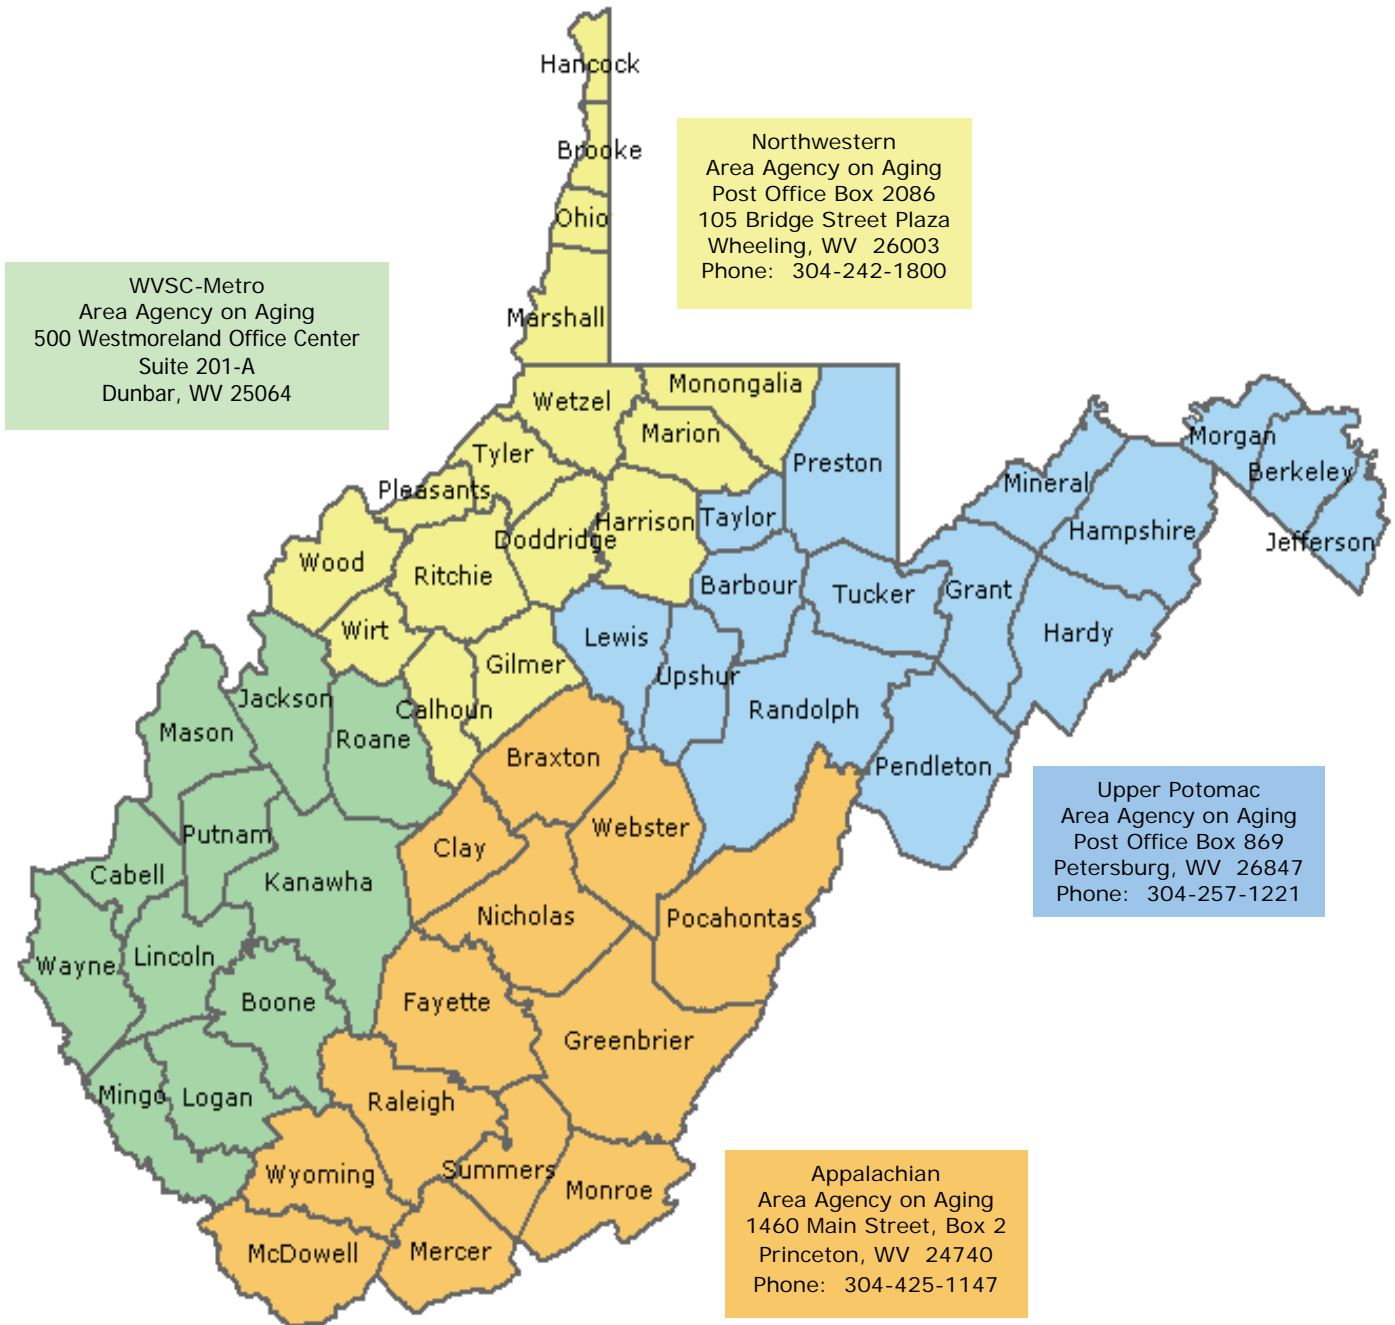 Hancock
Brooke
Ohio
Marshall
Northwestern
Area Agency on Aging
Post Office Box 2086
105 Bridge Street Plaza
Wheeling, WV 26003
Phone: 304-242-1800
WVSC-Metro
Area Agency on Aging
500 Westmoreland Office Center
Suite 201-A
Dunbar, WV 25064
Wetzel
Monongalia
Marion
Tyler
Preston
Pleasants
Doddridge
Harrison
Taylor
Mineral
Morgan
Berkeley
Hampshire
Jefferson
Wood
Ritchie
Barbour
Tucker
Grant
Hardy
Wirt
Gilmer
Lewis
Upshur
Randolph
Calhoun
Jackson
Roane
Mason
Braxton
Pendleton
Upper Potomac
Area Agency on Aging
Post Office Box 869
Petersburg, WV 26847
Phone: 304-257-1221
Putnam
Cabell
Kanawha
Clay
Webster
Nicholas
Pocahontas
Wayne
Lincoln
Boone
Fayette
Greenbrier
Mingo
Logan
Raleigh
Wyoming
Summers
Monroe
McDowell
Mercer
Appalachian
Area Agency on Aging
1460 Main Street, Box 2
Princeton, WV 24740
Phone: 304-425-1147